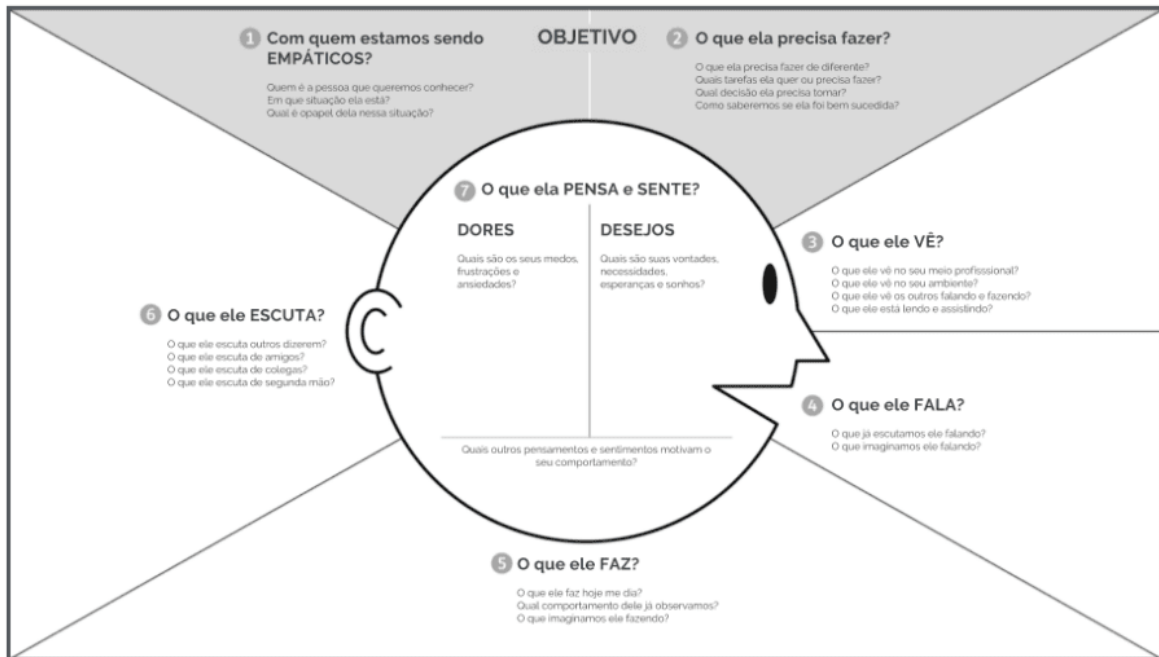 OBJETIVO
1 Com quem estamos sendo
EMPÁTICOS?
Quem é a pessoa que queremos conhecer?
Em que situação ela está?
Qual é opapel dela nessa situação?
2 O que ela precisa fazer?
O que ela precisa fazer de diferente?
Quais tarefas ela quer ou precisa fazer?
Qual decisão ela precisa tomar?
Como saberemos se ela foi bem sucedida?
3 O que ele VÊ?
O que ele vê no seu meio profisssional?
O que ele vê no seu ambiente?
O que ele vê os outros falando e fazendo?
O que ele está lendo e assistindo?
4 O que ele FALA?
O que já escutamos ele falando?
O que imaginamos ele falando?
5 O que ele FAZ?
O que ele faz hoje me dia?
Qual comportamento dele já observamos?
O que imaginamos ele fazendo?
6 O que ele ESCUTA?
O que ele escuta outros dizerem?
O que ele escuta de amigos?
O que ele escuta de colegas?
O que ele escuta de segunda mão?
7 O que ela PENSA e SENTE?
DORES
Quais são os seus medos,
frustrações e
ansiedades?
DESEJOS
Quais são suas vontades,
necessidades,
esperanças e sonhos?
Quais outros pensamentos e sentimentos motivam o
seu comportamento?